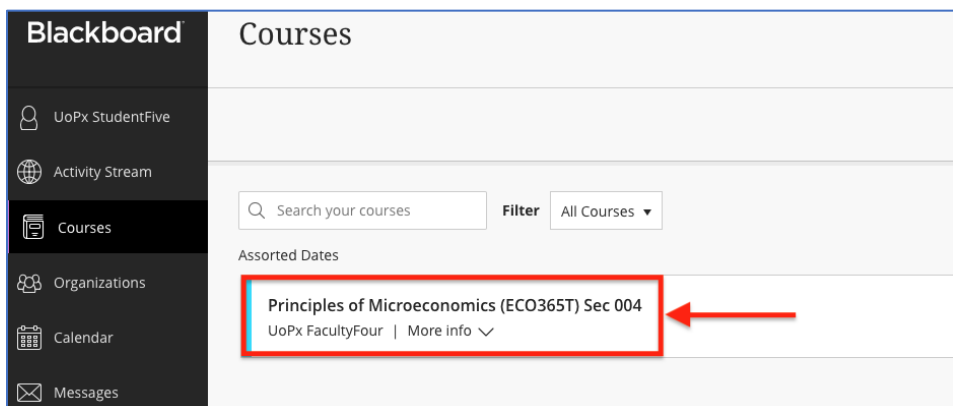 Blackboard
UoPx StudentFive
Activity Stream
Courses
Organizations
Calendar
Messages
Courses
Search your courses
Filter All Courses
Assorted Dates
Principles of Microeconomics (ECO365T) Sec 004
UoPx FacultyFour | More info